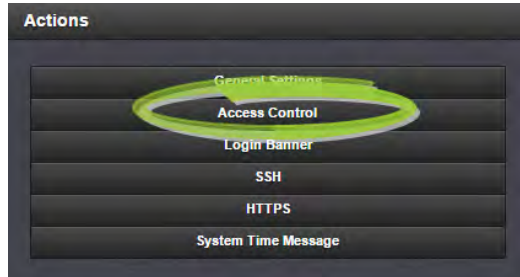 Actions
General Settings
Access Control
Login Banner
SSH
HTTPS
System Time Message